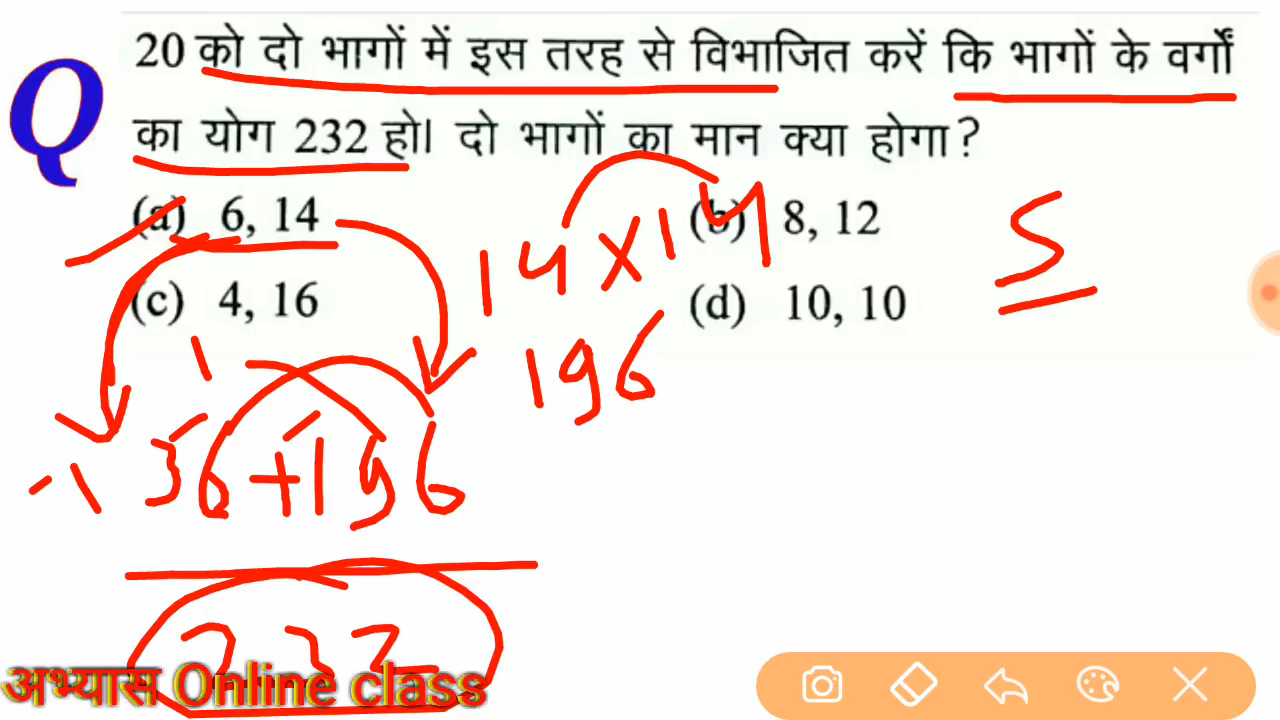 Q
20 को दो भागों में इस तरह से विभाजित करें कि भागों के वर्गों
का योग 232 हो। दो भागों का मान क्या होगा?
(a) 6, 14
(b) 8, 12
(c) 4, 16
(d) 10, 10
14 x 14
196
1
36 + 196
232
अभ्यास Online class